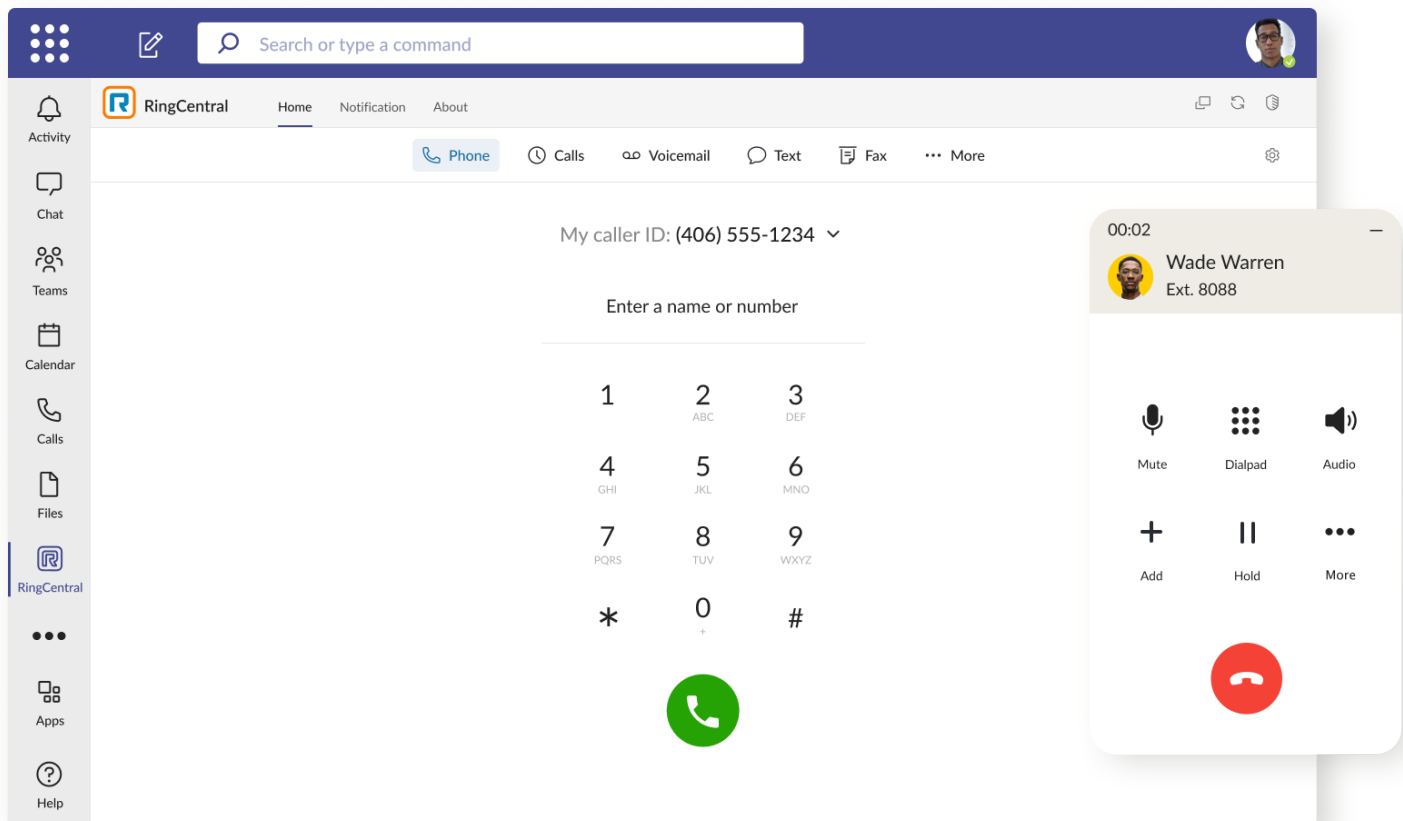 Search or type a command
RingCentral
Home Notification About
Phone Calls Voicemail Text Fax More
Activity
Chat
Teams
Calendar
Calls
Files
RingCentral
Apps
Help
My caller ID: (406) 555-1234
Enter a name or number
1 2 3
ABC DEF
4 5 6
GHI JKL MNO
7 8 9
PQRS TUV WXYZ
* 0 #
+
00:02
Wade Warren
Ext. 8088
Mute Dialpad Audio
Add Hold More